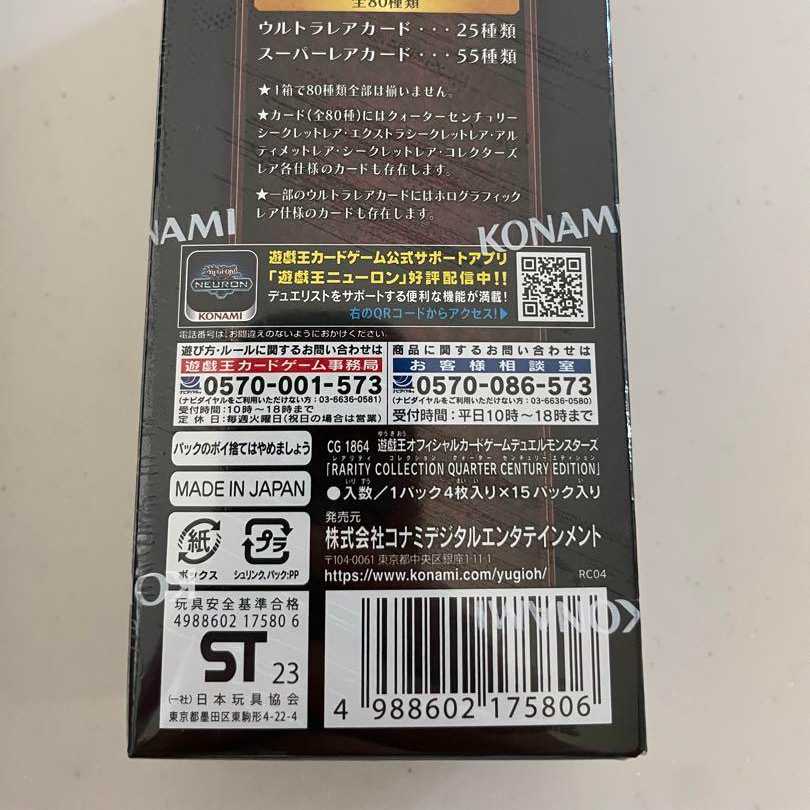 全80種類
ウルトラレアカード・・・25種類
スーパーレアカード・・・55種類
★1箱で80種類全部は揃いません。
★カード(全80種)にはクォーターセンチュリー
シークレットレア・エクストラシークレットレア・アル
ティメットレア・シークレットレア・コレクターズ
レア各仕様のカードも存在します。
★一部のウルトラレアカードにはホログラフィック
レア仕様のカードも存在します。
KONAMI
KONAMI
Yu-Gi-Oh!
NEURON
KONAMI
遊戯王カードゲーム公式サポートアプリ
「遊戯王ニューロン」好評配信中!!
デュエリストをサポートする便利な機能が満載!
右のQRコードからアクセス!▶
電話番号は、お間違えのないようにおかけください。
遊び方・ルールに関するお問い合わせは
遊戯王カードゲーム事務局
0570-001-573
(ナビダイヤルをご利用いただけない方:03-6636-0581)
受付時間:10時〜18時まで
定 休 日:毎週火曜日(祝日の場合は営業)
商品に関するお問い合わせは
お客様相談室
0570-086-573
(ナビダイヤルをご利用いただけない方:03-6636-0580)
受付時間:平日10時〜18時まで
パックのポイ捨てはやめましょう
MADE IN JAPAN
紙
ボックス
プラ
シュリンク、パック:PP
CG 1864 遊戯王オフィシャルカードゲームデュエルモンスターズ
「RARITY COLLECTION QUARTER CENTURY EDITION」
●入数/1パック4枚入り×15パック入り
発売元
株式会社コナミデジタルエンタテインメント
〒104-0061 東京都中央区銀座1-11-1
https://www.konami.com/yugioh/
RC04
KONAMI
玩具安全基準合格
4988602 17580 6
ST 23
(一社)日本玩具協会
東京都墨田区東駒形4-22-4
4 988602 175806